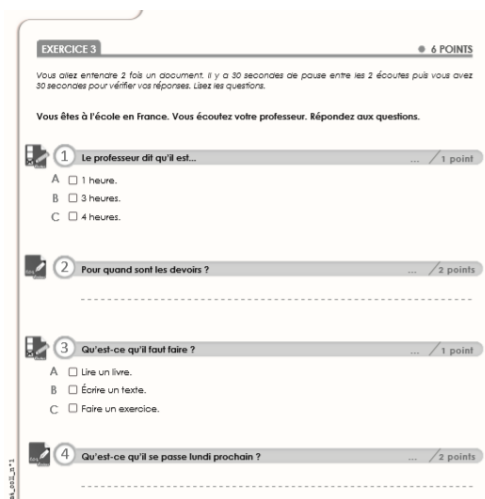 EXERCICE 3 6 POINTS
Vous allez entendre 2 fois un document. Il y a 30 secondes de pause entre les 2 écoutes puis vous avez
30 secondes pour vérifier vos réponses. Lisez les questions.
Vous êtes à l'école en France. Vous écoutez votre professeur. Répondez aux questions.
1 Le professeur dit qu'il est... ... / 1 point
A □ 1 heure.
B □ 3 heures.
C □ 4 heures.
2 Pour quand sont les devoirs ? ... / 2 points
3 Qu'est-ce qu'il faut faire ? ... / 1 point
A □ Lire un livre.
B □ Écrire un texte.
C □ Faire un exercice.
4 Qu'est-ce qu'il se passe lundi prochain ? ... / 2 points